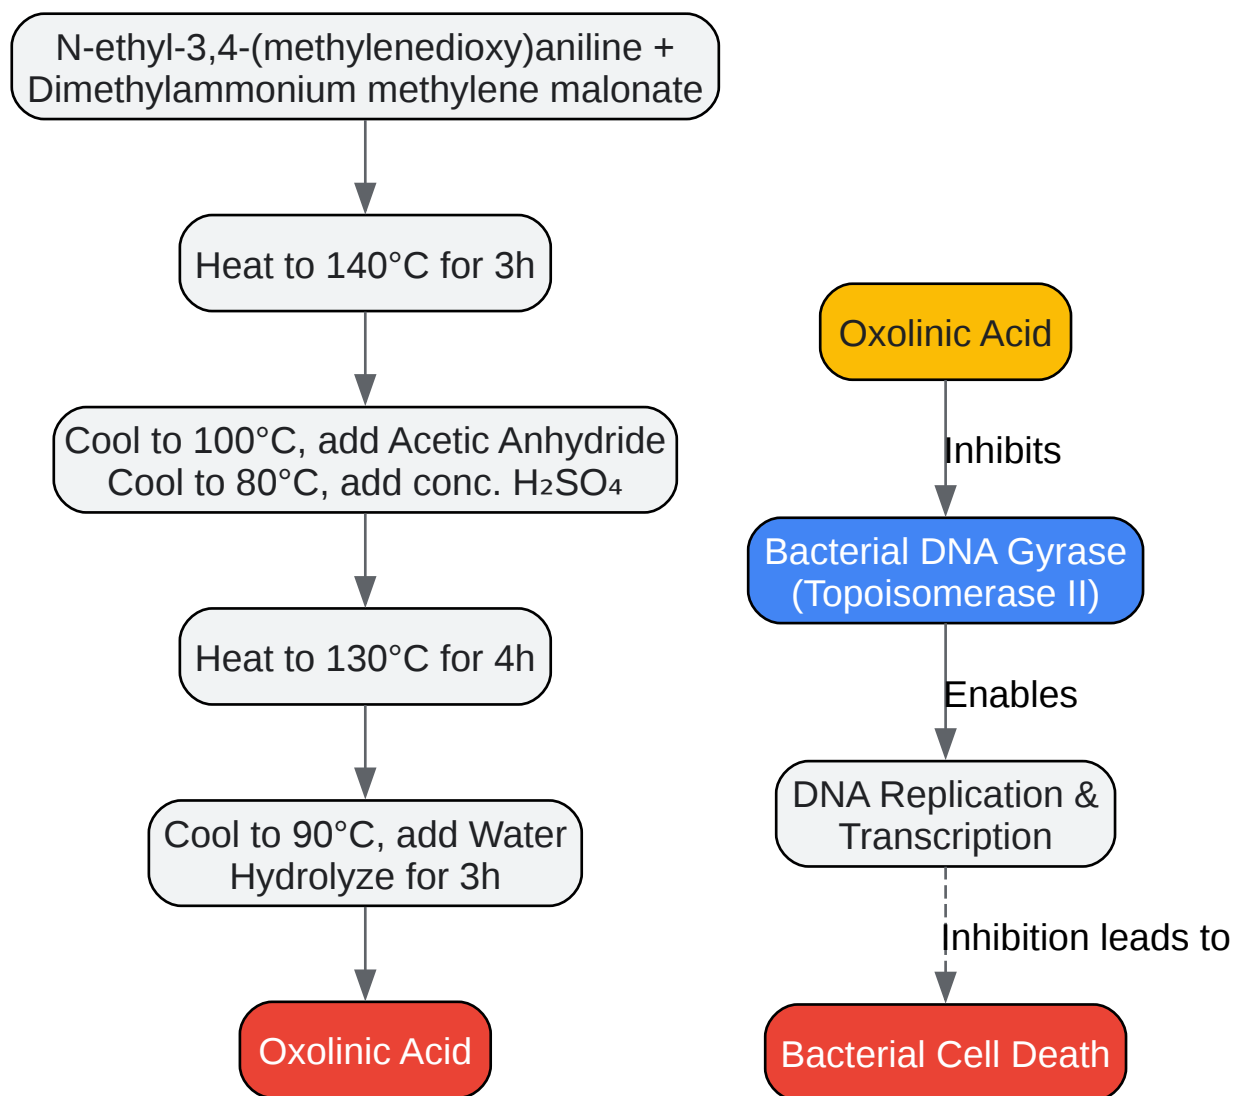 N-ethyl-3,4-(methylenedioxy)aniline +
Dimethylammonium methylene malonate
Heat to 140°C for 3h
Cool to 100°C, add Acetic Anhydride
Cool to 80°C, add conc. H₂SO₄
Heat to 130°C for 4h
Cool to 90°C, add Water
Hydrolyze for 3h
Oxolinic Acid
Oxolinic Acid
Inhibits
Bacterial DNA Gyrase
(Topoisomerase II)
Enables
DNA Replication &
Transcription
Inhibition leads to
Bacterial Cell Death